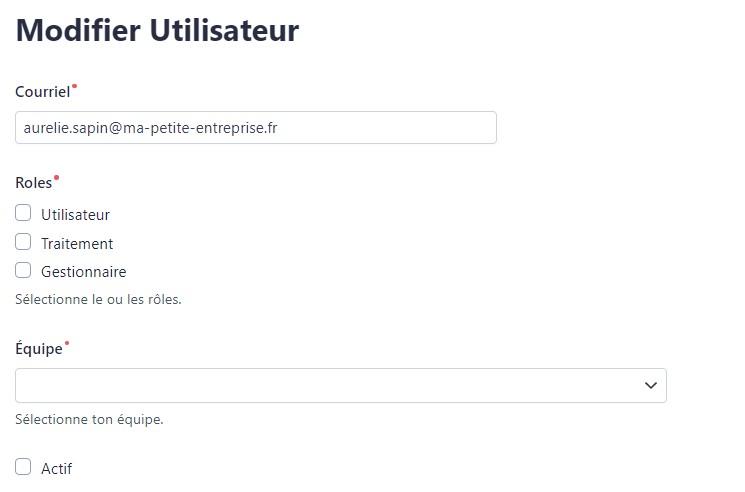 Modifier Utilisateur
Courriel
aurelie.sapin@ma-petite-entreprise.fr
Roles
Utilisateur
Traitement
Gestionnaire
Sélectionne le ou les rôles.
Équipe
Sélectionne ton équipe.
Actif